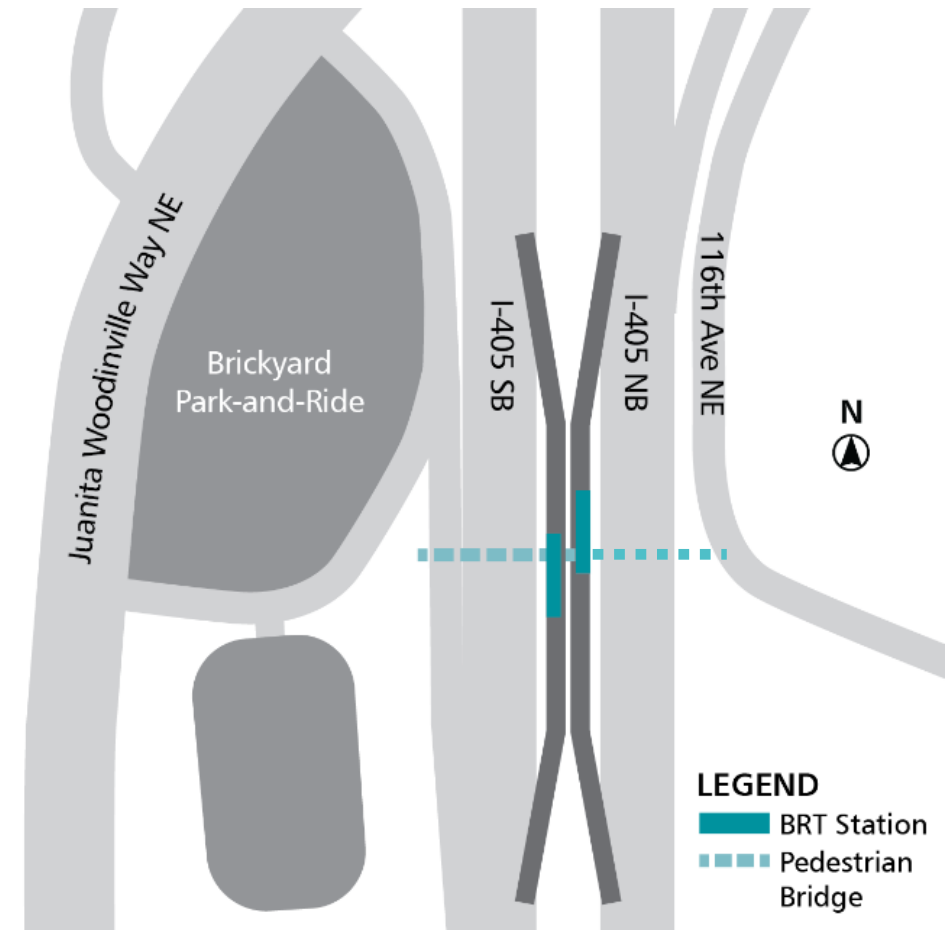 Juanita Woodinville Way NE
Brickyard
Park-and-Ride
I-405 SB
I-405 NB
116th Ave NE
N
LEGEND
BRT Station
Pedestrian
Bridge